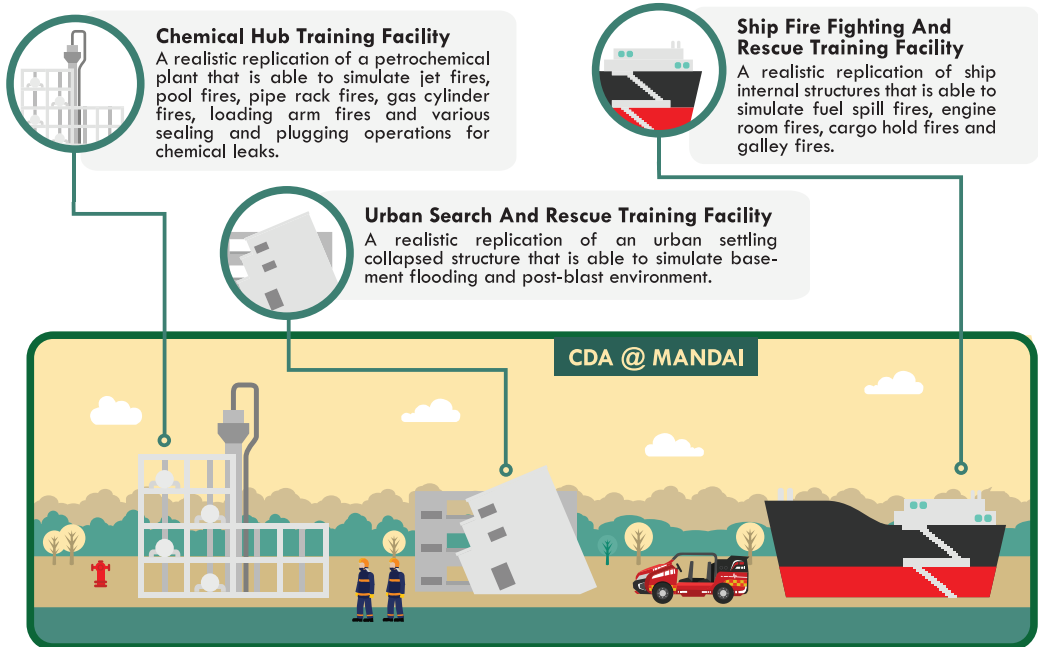 Chemical Hub Training Facility
A realistic replication of a petrochemical
plant that is able to simulate jet fires,
pool fires, pipe rack fires, gas cylinder
fires, loading arm fires and various
sealing and plugging operations for
chemical leaks.
Ship Fire Fighting And
Rescue Training Facility
A realistic replication of ship
internal structures that is able to
simulate fuel spill fires, engine
room fires, cargo hold fires and
galley fires.
Urban Search And Rescue Training Facility
A realistic replication of an urban settling
collapsed structure that is able to simulate base-
ment flooding and post-blast environment.
CDA @ MANDAI